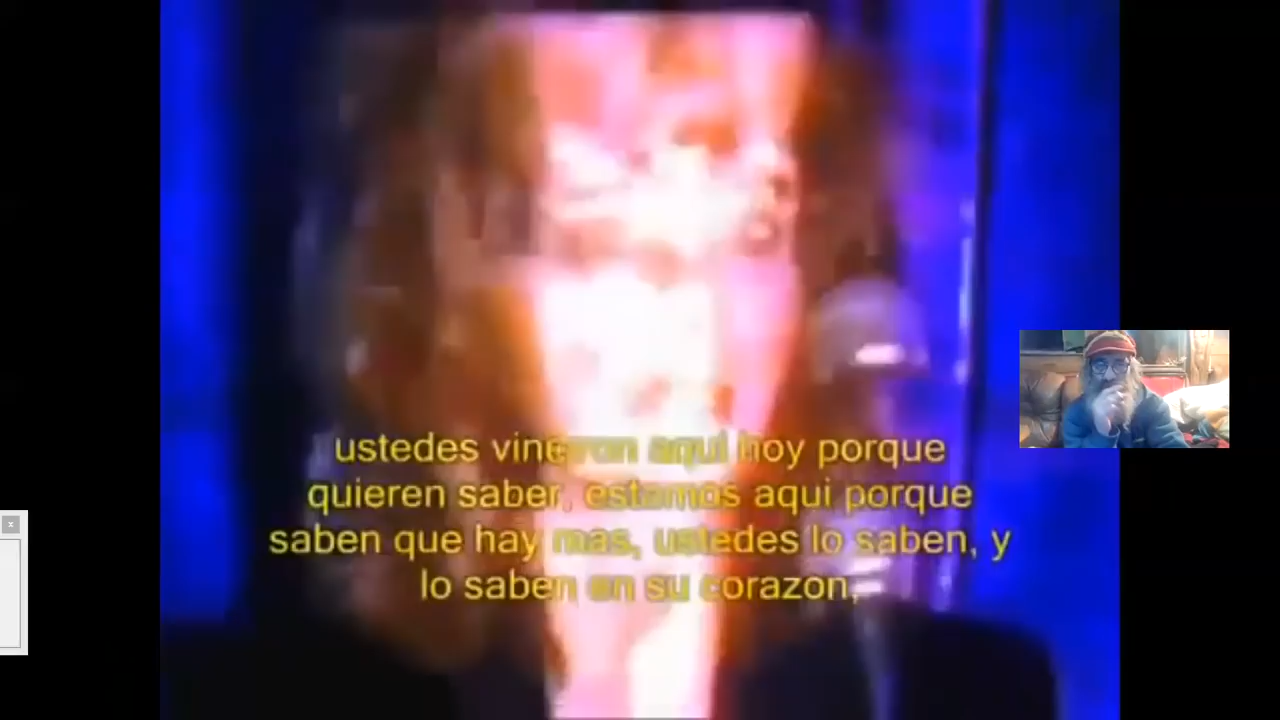 ustedes vinerron aqui hoy porque
quieren saber, estamos aqui porque
saben que hay mas, ustedes lo saben, y
lo saben en su corazon,
x